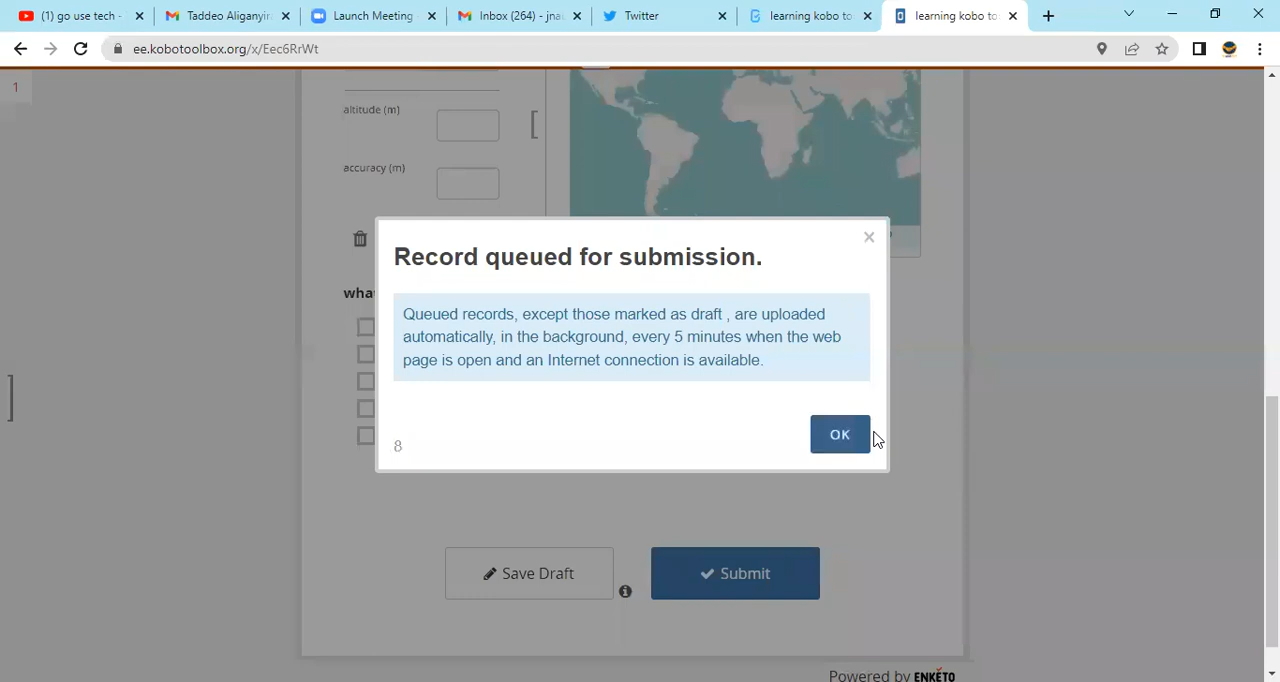 (1) go use tech -
Taddeo Aliganyir
Launch Meeting
Inbox (264) - jnau
Twitter
learning kobo to
learning kobo to
ee.kobotoolbox.org/x/Eec6RrWt
1
altitude (m)
accuracy (m)
Record queued for submission.
Queued records, except those marked as draft , are uploaded
automatically, in the background, every 5 minutes when the web
page is open and an Internet connection is available.
OK
8
Save Draft
Submit
Powered by ENKETO